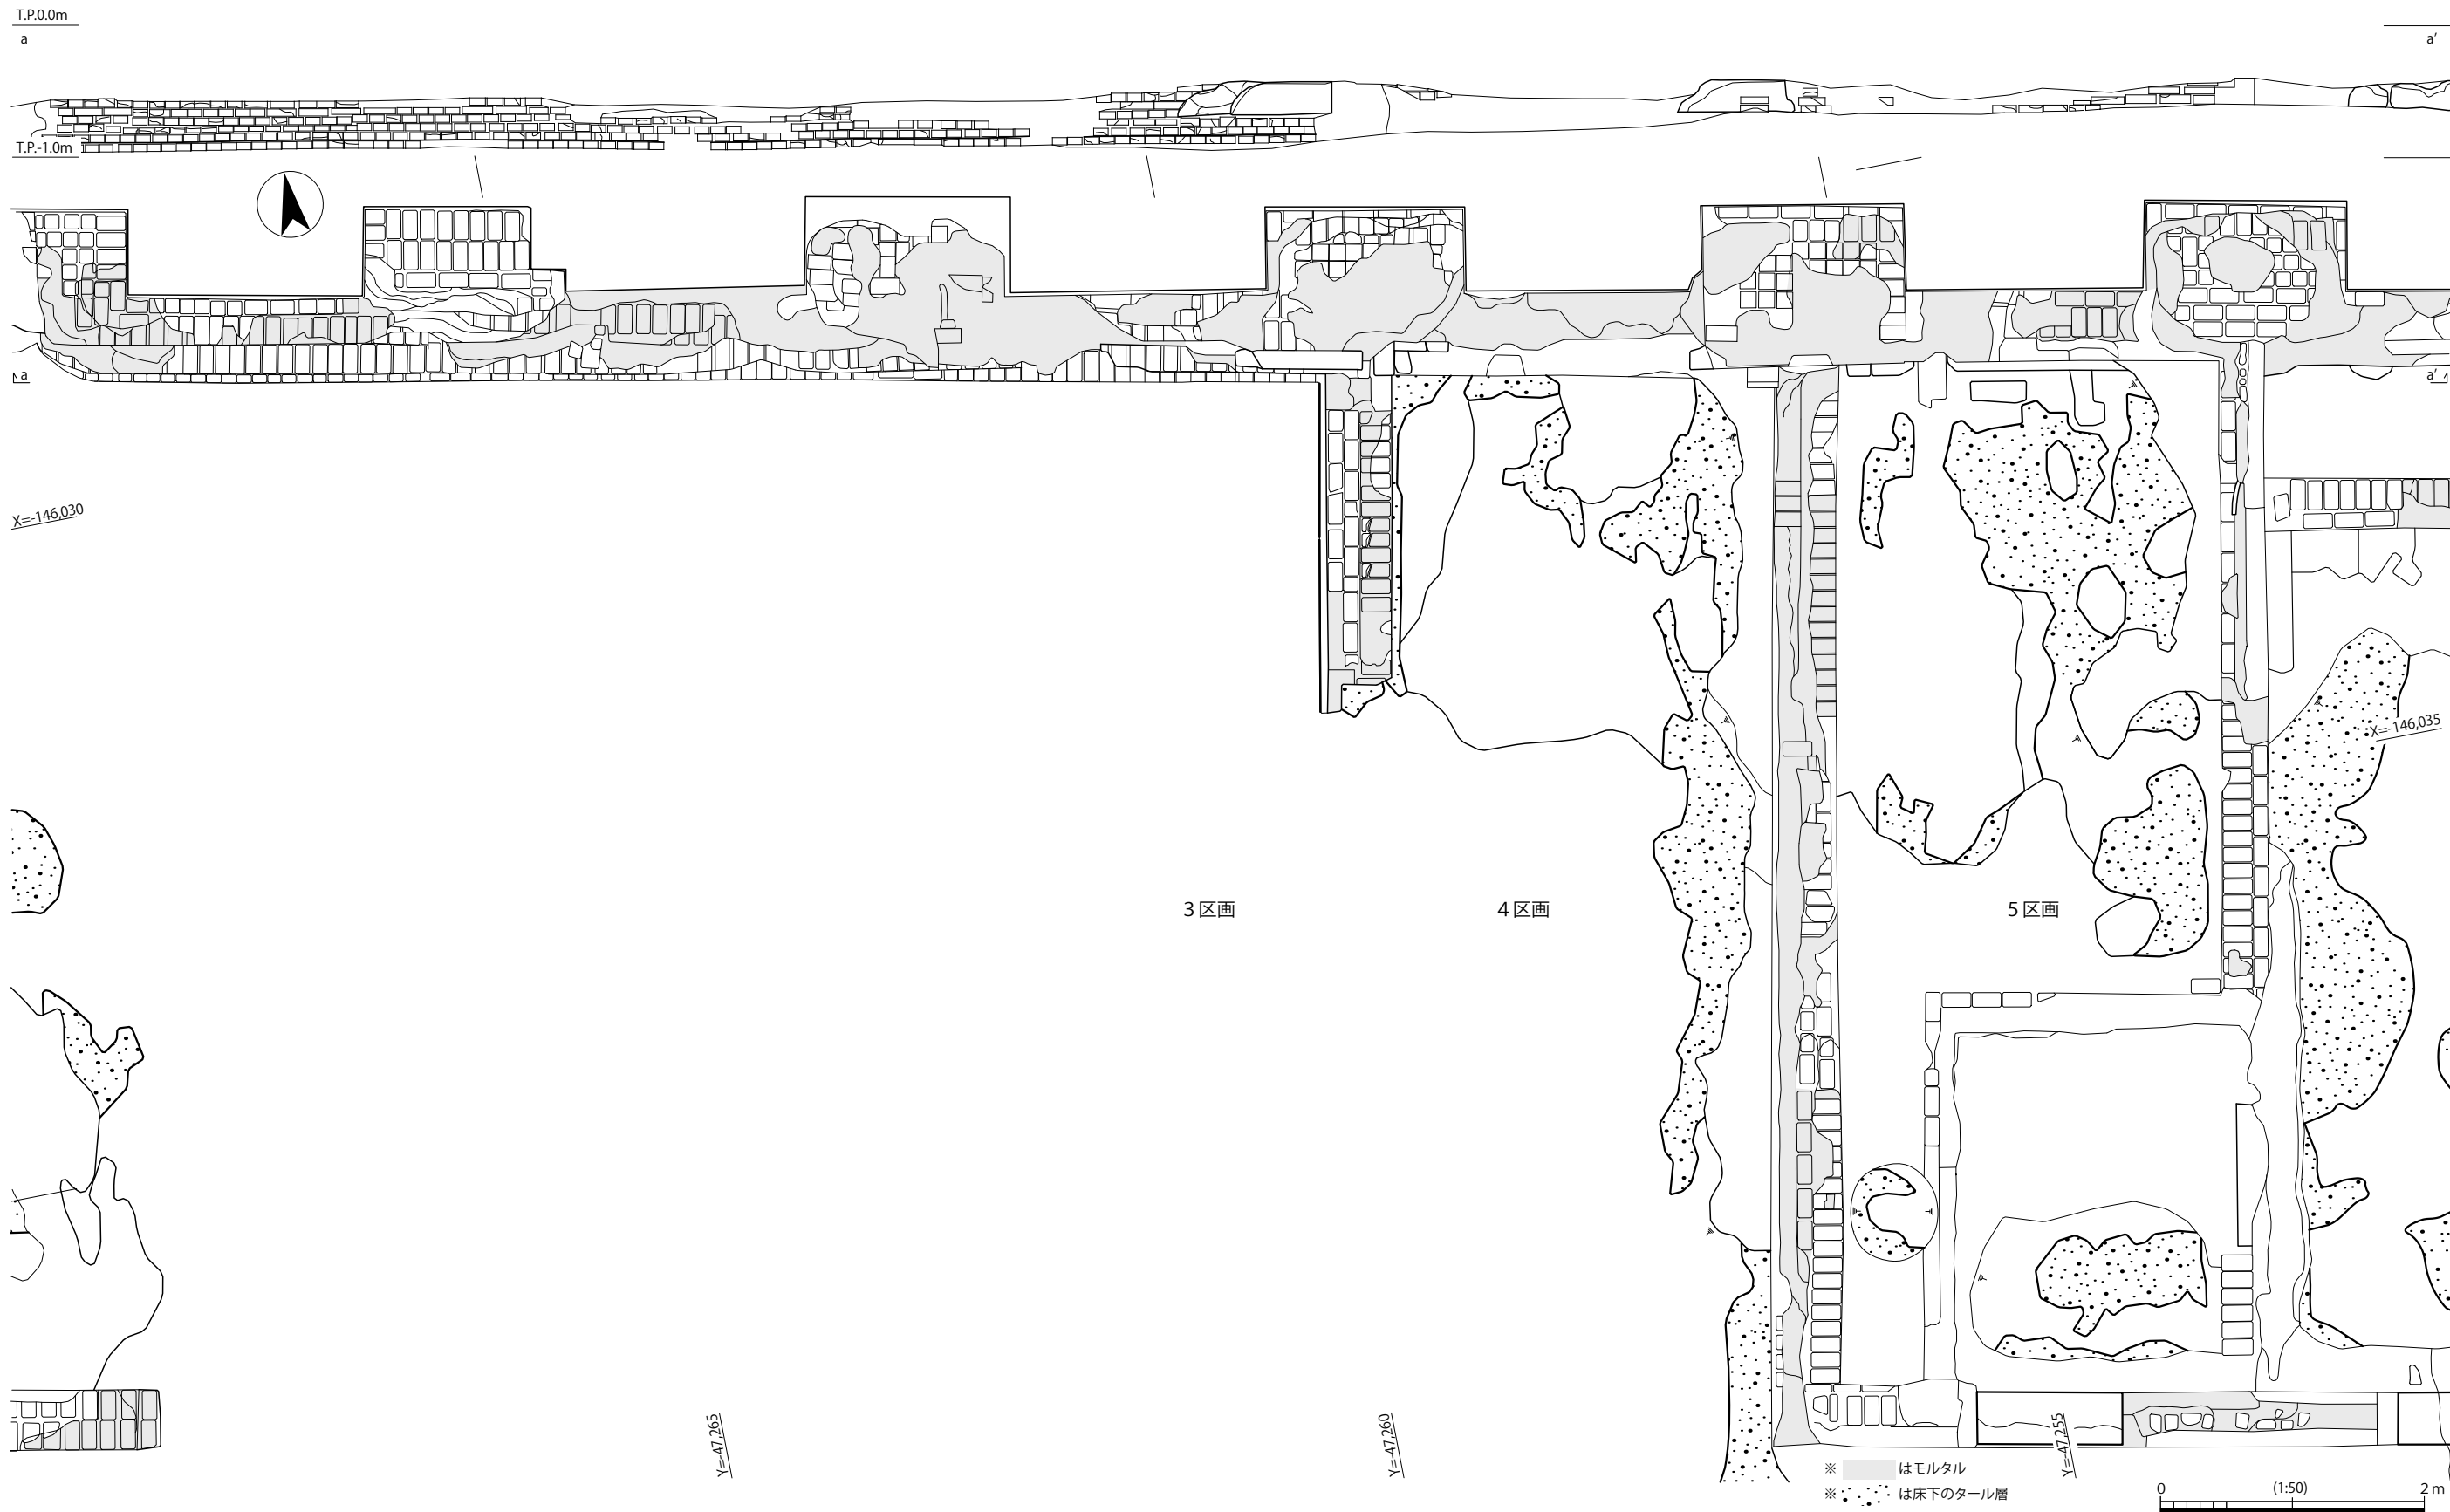 T.P.0.0m
a
a’
T.P.-1.0m
a
a’
X=-146,030
X=-146,035
3区画
4区画
5区画
Y=-47,265
Y=-47,260
Y=-47,255
※ はモルタル
※ は床下のタール層
0 (1:50) 2m